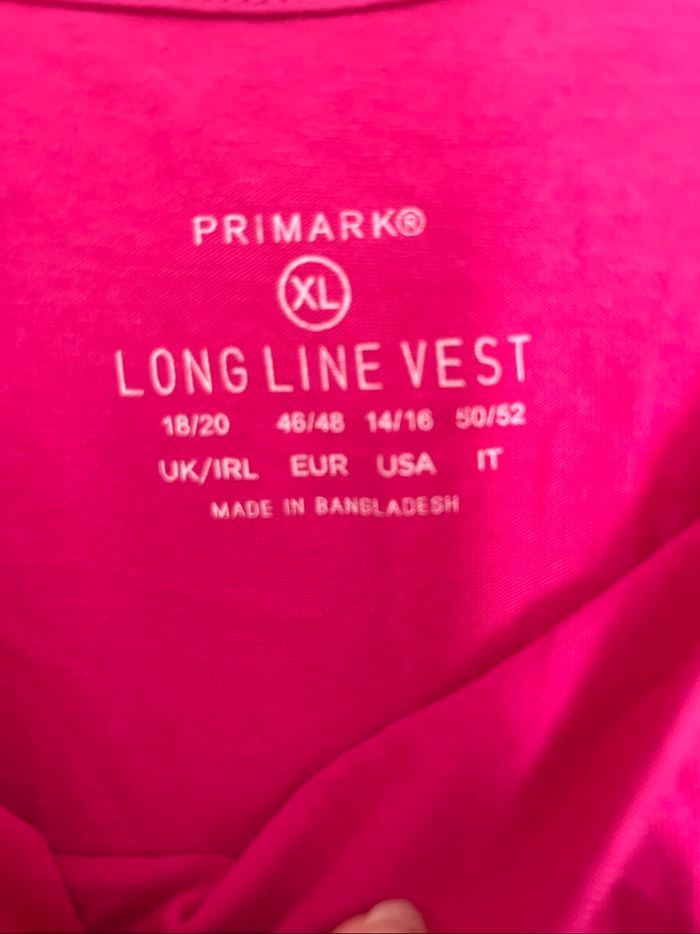 PRIMARK®
XL
LONG LINE VEST
18/20 46/48 14/16 50/52
UK/IRL EUR USA IT
MADE IN BANGLADESH